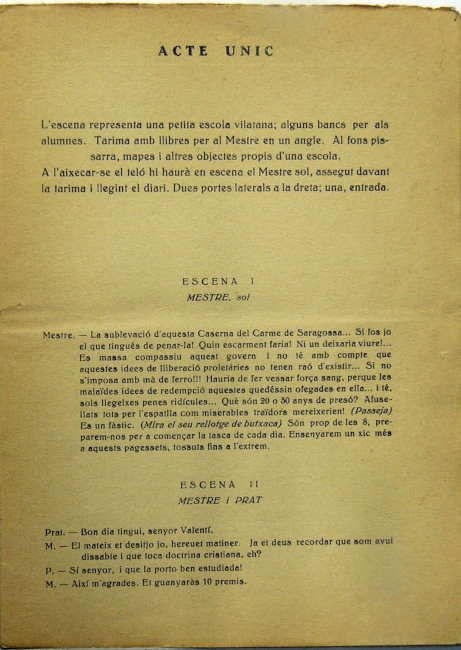 ACTE UNIC
L'escena representa una petita escola vilatana; alguns bancs per als
alumnes. Tarima amb llibres per al Mestre en un angle. Al fons pis-
sarra, mapes i altres objectes propis d'una escola.
A l'aixecar-se el teló hi haurà en escena el Mestre sol, assegut davant
la tarima i llegint el diari. Dues portes laterals a la dreta; una, entrada.
ESCENA I
MESTRE, sol
Mestre. — La sublevació d'aquesta Caserna del Carme de Saragossa... Si fos jo
el que tingués de penar-la! Quin escarment faria! Ni un deixaria viure!...
Es massa compassiu aquest govern i no té amb compte que
aquestes idees de lliberació proletàries no tenen raó d'existir... Si no
s'imposa amb mà de ferro!!! Hauria de fer vessar força sang, perque les
malaïdes idees de redempció aquestes quedéssin ofegades en ella... i té,
sols llegeixes penes ridícules... Què són 20 o 30 anys de presó? Afuse-
llats tots per l'espatlla com miserables traïdors mereixerien! (Passeja)
Es un fàstic. (Mira el seu rellotge de butxaca) Són prop de les 8, pre-
parem-nos per a començar la tasca de cada dia. Ensenyarem un xic més
a aquests pagessets, tossuts fins a l'extrem.
ESCENA II
MESTRE i PRAT
Prat. — Bon dia tingui, senyor Valentí.
M. — El mateix et desitjo jo, hereuet matiner. Ja et deus recordar que som avui
dissabte i que toca doctrina cristiana, eh?
P. — Sí senyor, i que la porto ben estudiada!
M. — Així m'agrades. Et guanyaràs 10 premis.